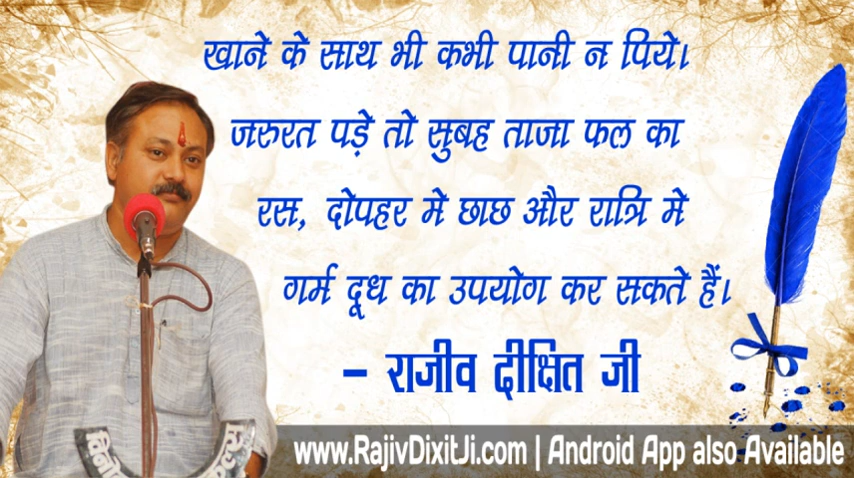 खाने के साथ भी कभी पानी न पिये।
जरुरत पड़े तो सुबह ताजा फल का
रस, दोपहर मे छाछ और रात्रि मे
गर्म दूध का उपयोग कर सकते हैं।
– राजीव दीक्षित जी
www.RajivDixitJi.com | Android App also Available